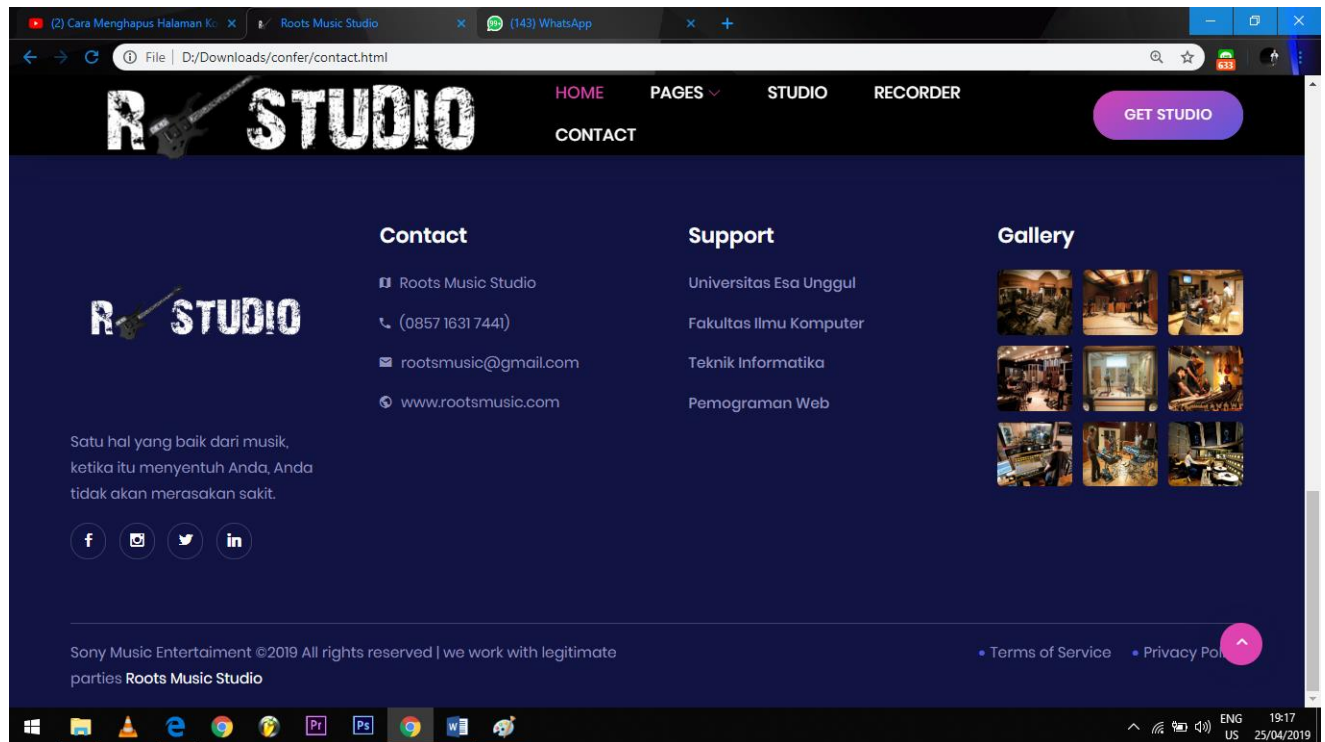 (2) Cara Menghapus Halaman Ko
Roots Music Studio
(143) WhatsApp
File | D:/Downloads/confer/contact.html
633
R STUDIO
HOME PAGES STUDIO RECORDER
CONTACT
GET STUDIO
R STUDIO
Satu hal yang baik dari musik,
ketika itu menyentuh Anda, Anda
tidak akan merasakan sakit.
Contact
Roots Music Studio
(0857 1631 7441)
rootsmusic@gmail.com
www.rootsmusic.com
Support
Universitas Esa Unggul
Fakultas Ilmu Komputer
Teknik Informatika
Pemograman Web
Gallery
Sony Music Entertaiment ©2019 All rights reserved | we work with legitimate
parties Roots Music Studio
• Terms of Service • Privacy Pol
Pr Ps
ENG 19:17
US 25/04/2019